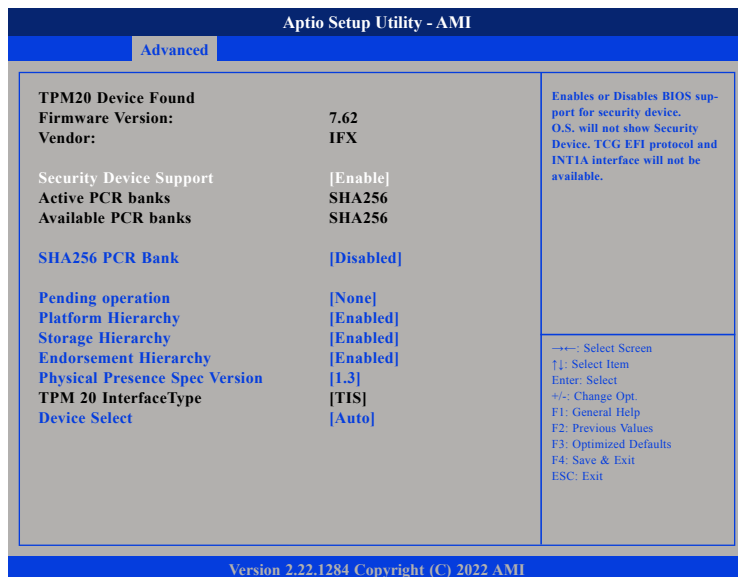 Aptio Setup Utility - AMI
Advanced
TPM20 Device Found
Firmware Version: 7.62
Vendor: IFX
Security Device Support [Enable]
Active PCR banks SHA256
Available PCR banks SHA256
SHA256 PCR Bank [Disabled]
Pending operation [None]
Platform Hierarchy [Enabled]
Storage Hierarchy [Enabled]
Endorsement Hierarchy [Enabled]
Physical Presence Spec Version [1.3]
TPM 20 InterfaceType [TIS]
Device Select [Auto]
Enables or Disables BIOS sup-
port for security device.
O.S. will not show Security
Device. TCG EFI protocol and
INT1A interface will not be
available.
→←: Select Screen
↑↓: Select Item
Enter: Select
+/-: Change Opt.
F1: General Help
F2: Previous Values
F3: Optimized Defaults
F4: Save & Exit
ESC: Exit
Version 2.22.1284 Copyright (C) 2022 AMI